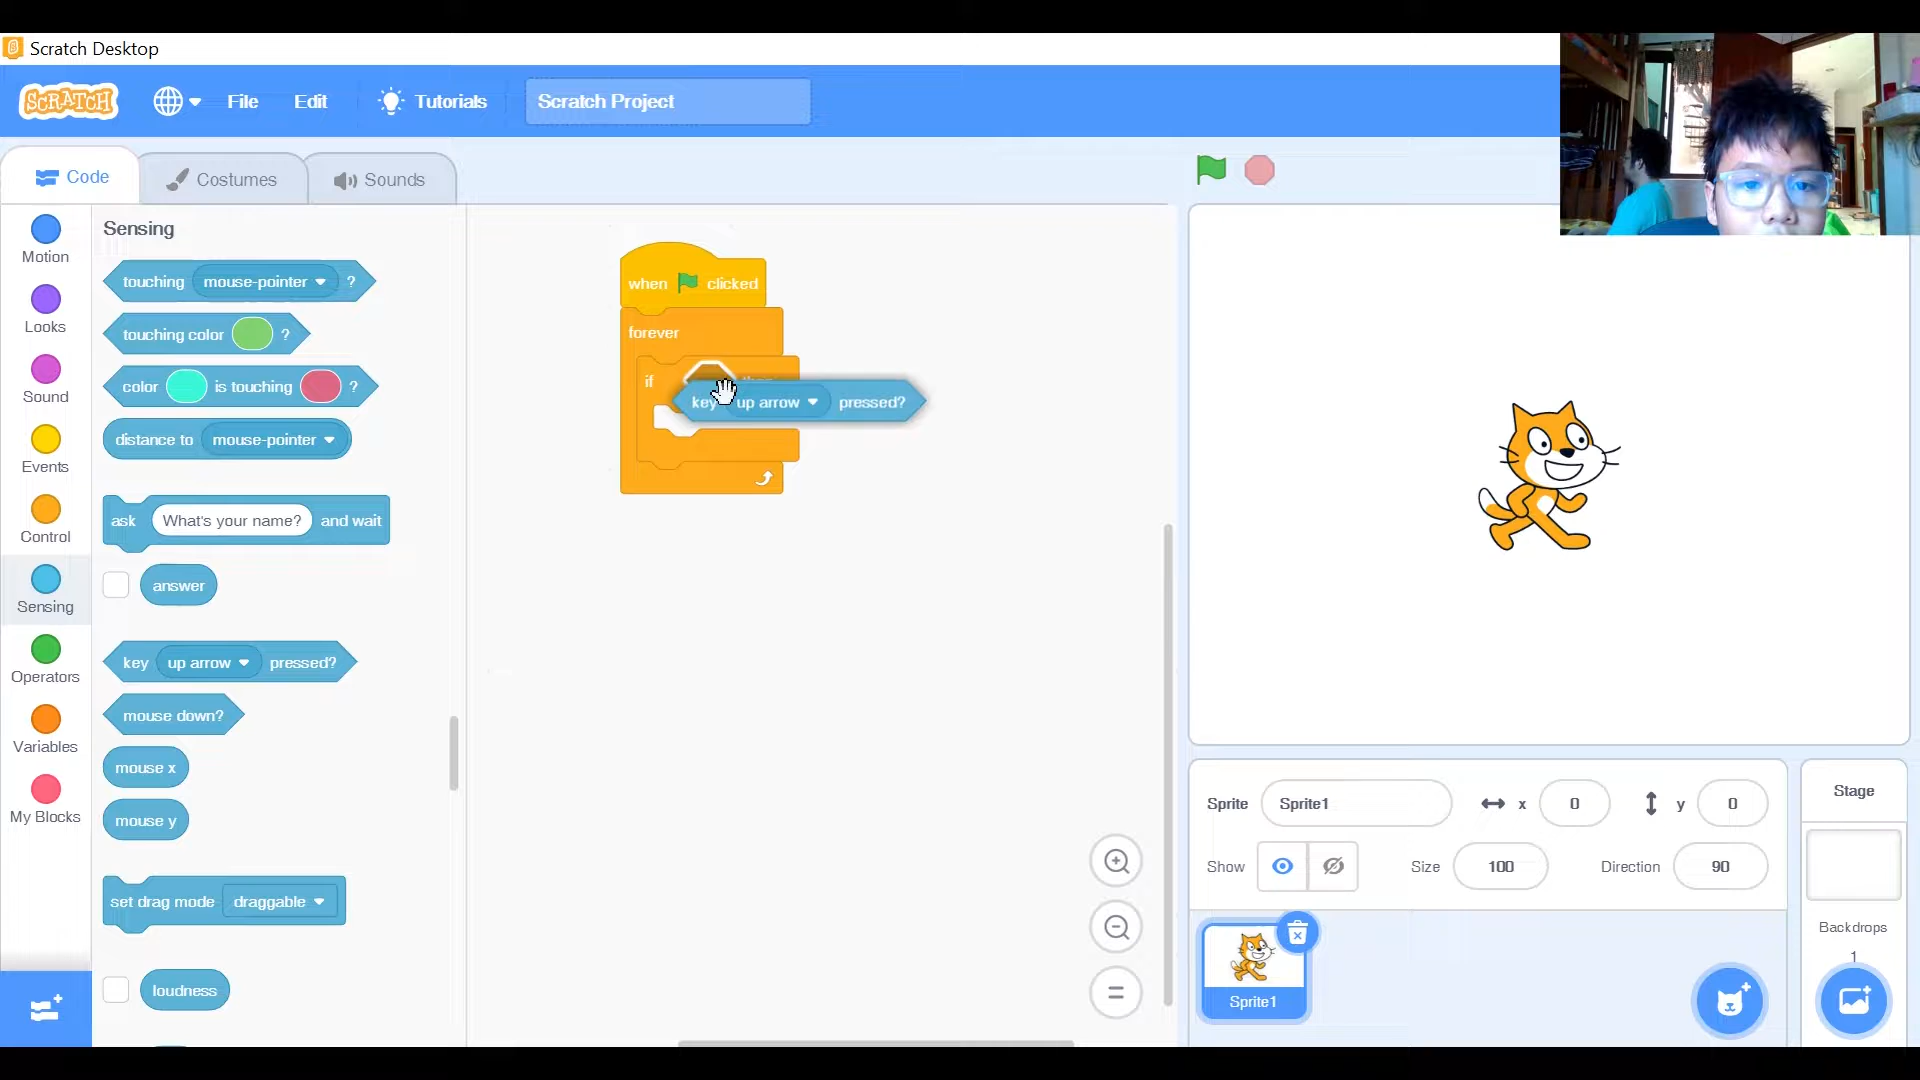 Scratch Desktop
SCRATCH
File
Edit
Tutorials
Scratch Project
Code
Costumes
Sounds
Motion
Looks
Sound
Events
Control
Sensing
Operators
Variables
My Blocks
Sensing
touching mouse-pointer ?
touching color ?
color is touching ?
distance to mouse-pointer
ask What's your name? and wait
answer
key up arrow pressed?
mouse down?
mouse x
mouse y
set drag mode draggable
loudness
when clicked
forever
if
key up arrow pressed?
Sprite Sprite1 x 0 y 0
Show Size 100 Direction 90
Sprite1
Stage
Backdrops
1